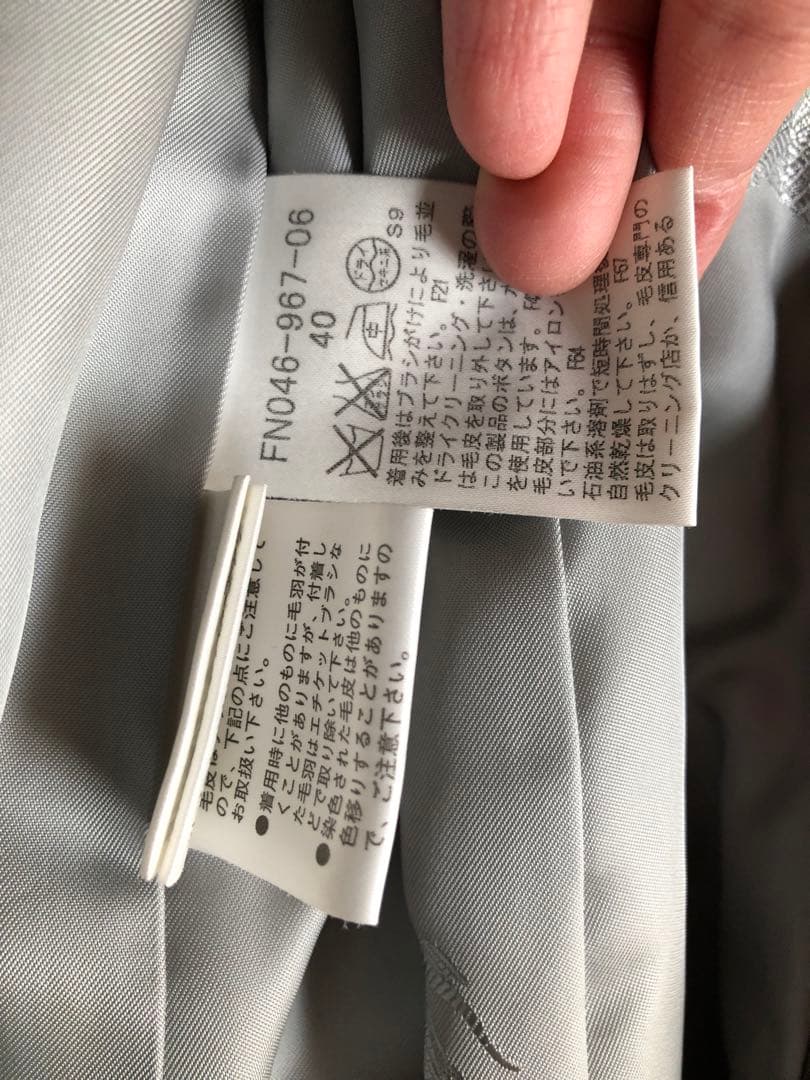 FN046-967-06
40
ドライ
セキユ系
S9
中
着用後はブラシがけにより毛並
みを整えて下さい。 F21
ドライクリーニング・洗濯の
は毛皮を取り外して下さ
この製品のボタンは、
を使用しています。
毛皮部分にはアイロン
いで下さい。 F64
石油系溶剤で短時間処理
自然乾燥して下さい。 F67
毛皮は取りはずし、毛皮専門の
クリーニング店か、信用ある
毛皮は
ので、下記の点にご注意して
お取扱い下さい。
●着用時に他のものに毛羽が付
くことがありますが、付着し
た毛羽はエチケットブラシな
どで取り除いて下さい。
●染色された毛皮は他のものに
色移りすることがありますの
で、ご注意下さい。